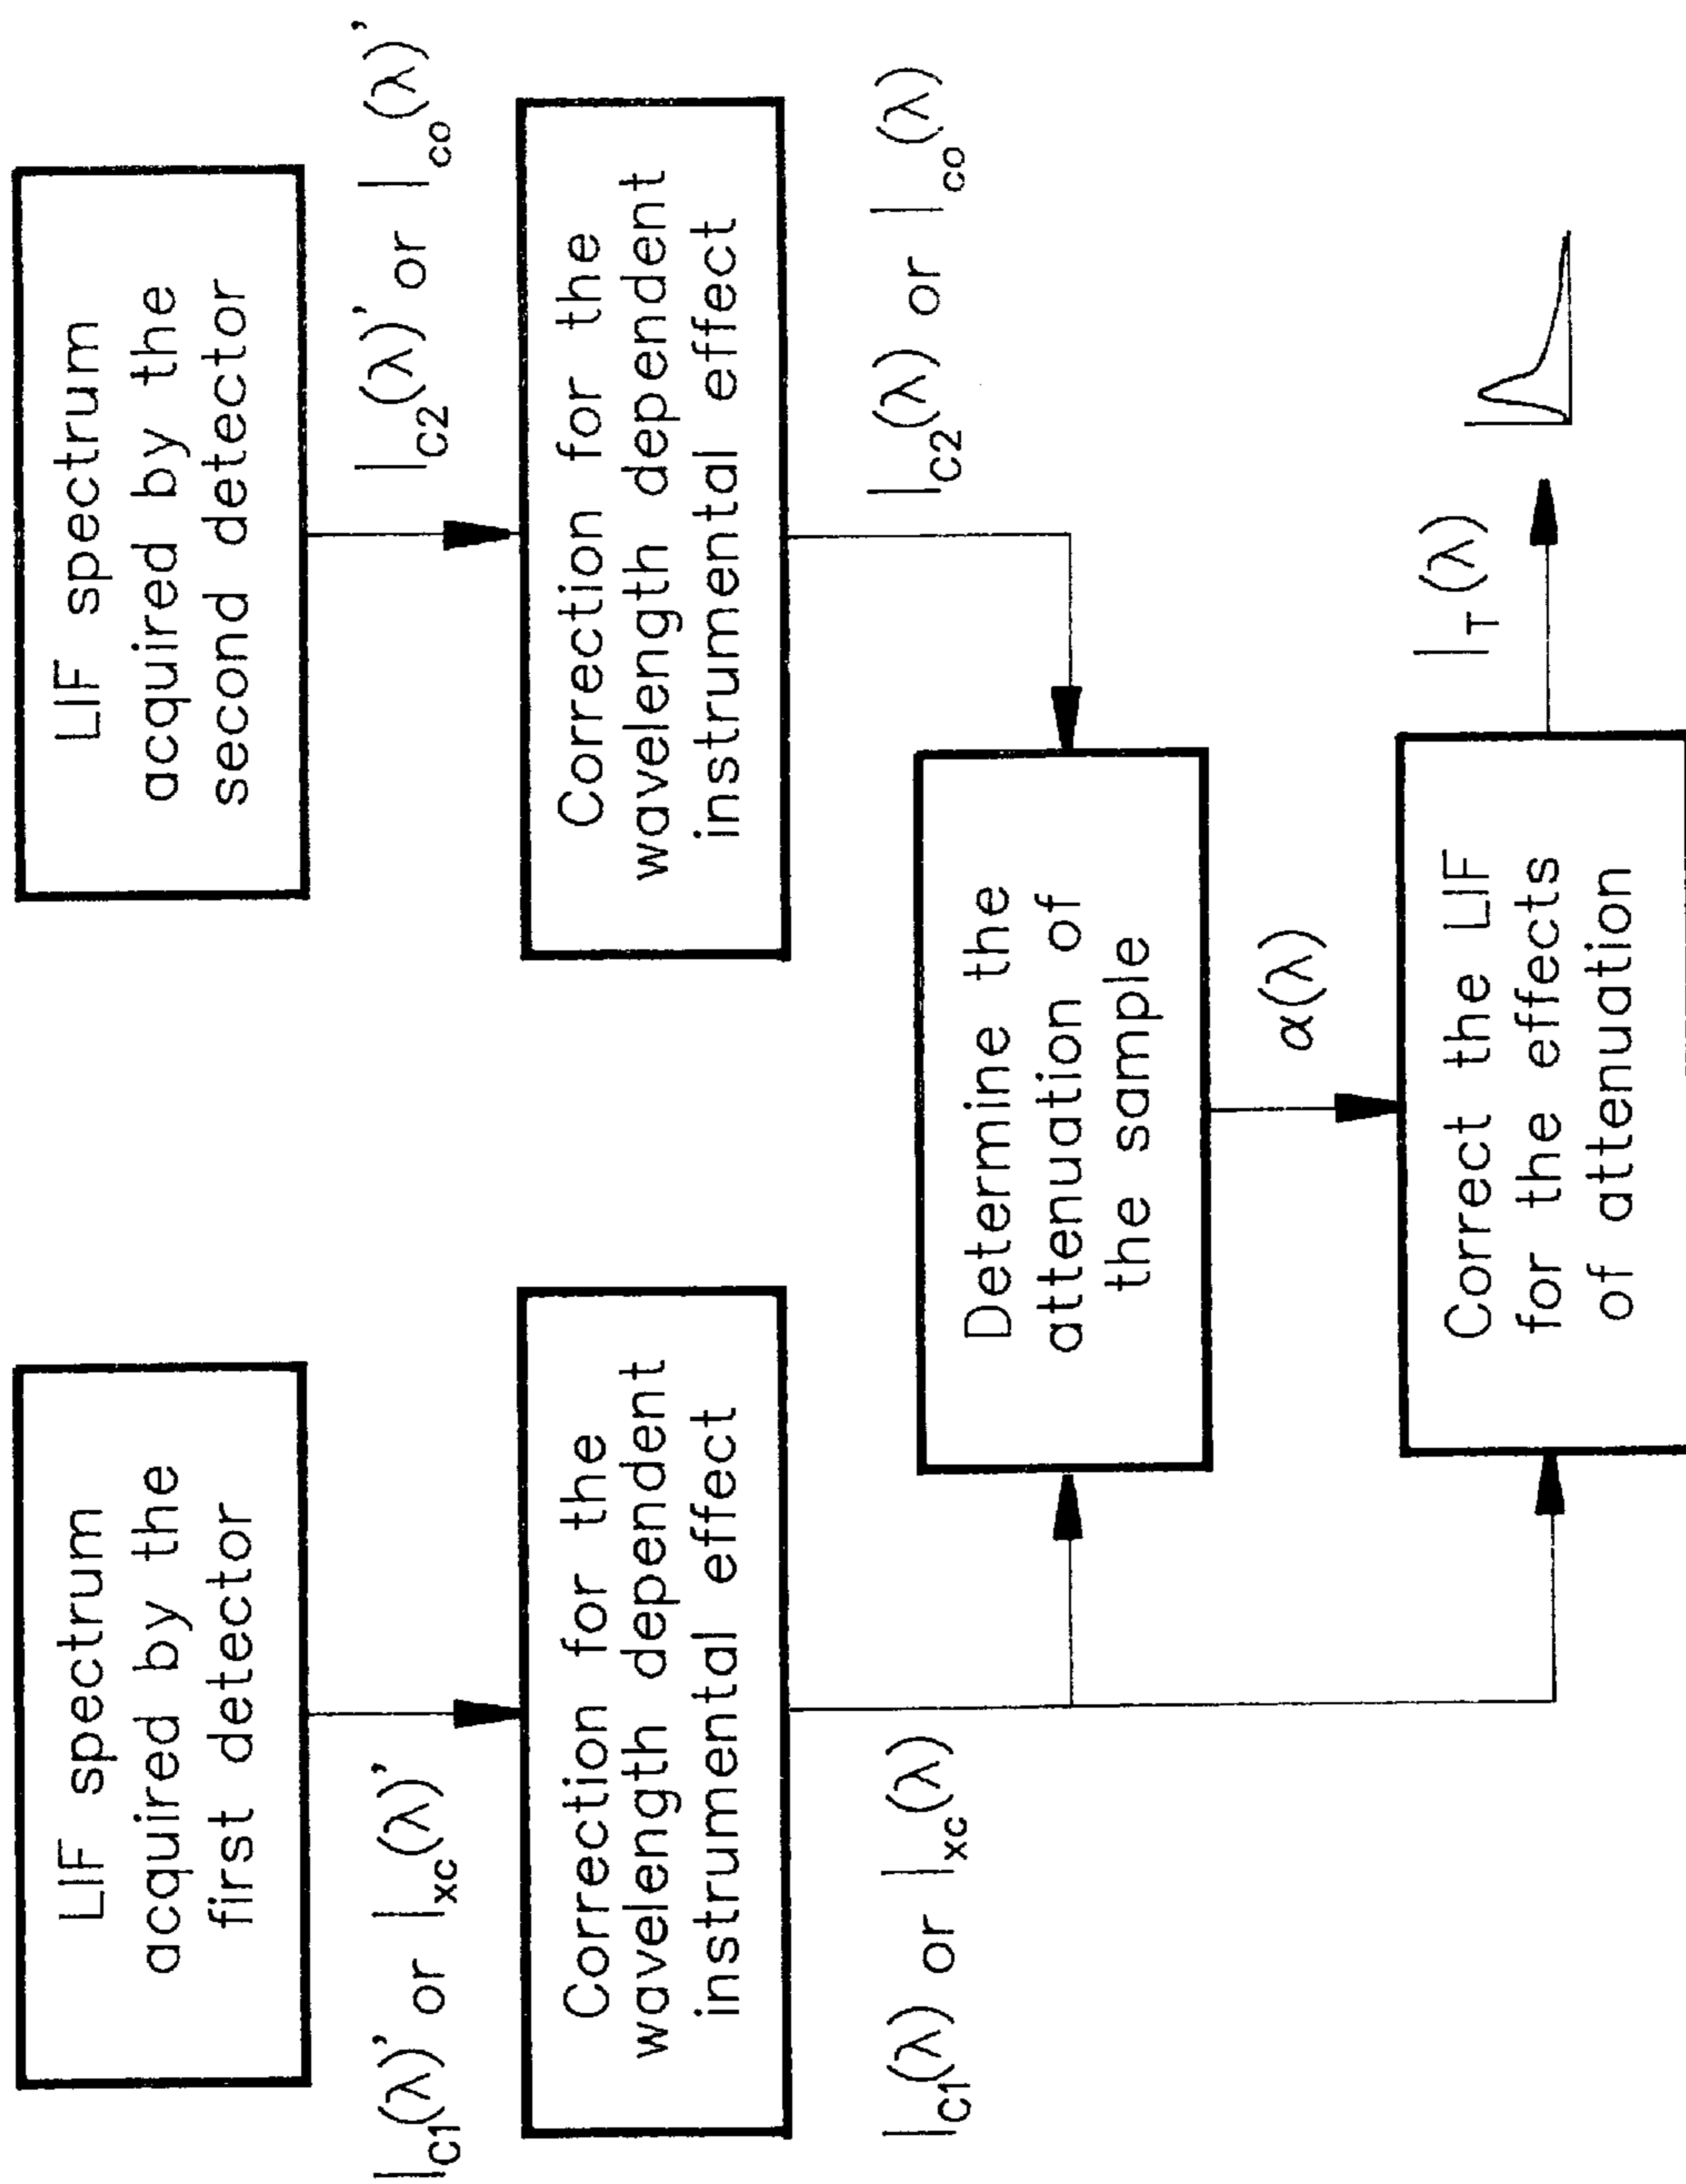 LIF spectrum
acquired by the
first detector
I_C1(λ)' or I_xc(λ)'
Correction for the
wavelength dependent
instrumental effect
I_C1(λ) or I_xc(λ)
LIF spectrum
acquired by the
second detector
I_C2(λ)' or I_co(λ)'
Correction for the
wavelength dependent
instrumental effect
I_C2(λ) or I_co(λ)
Determine the
attenuation of
the sample
α(λ)
Correct the LIF
for the effects
of attenuation
I_T(λ)